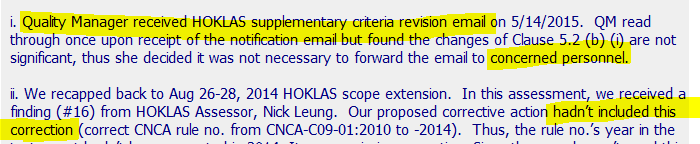 i. Quality Manager received HOKLAS supplementary criteria revision email on 5/14/2015.  QM read
through once upon receipt of the notification email but found the changes of Clause 5.2 (b) (i) are not
significant, thus she decided it was not necessary to forward the email to concerned personnel.
ii. We recapped back to Aug 26-28, 2014 HOKLAS scope extension.  In this assessment, we received a
finding (#16) from HOKLAS Assessor, Nick Leung.  Our proposed corrective action hadn't included this
correction (correct CNCA rule no. from CNCA-C09-01:2010 to -2014).  Thus, the rule no.'s year in the